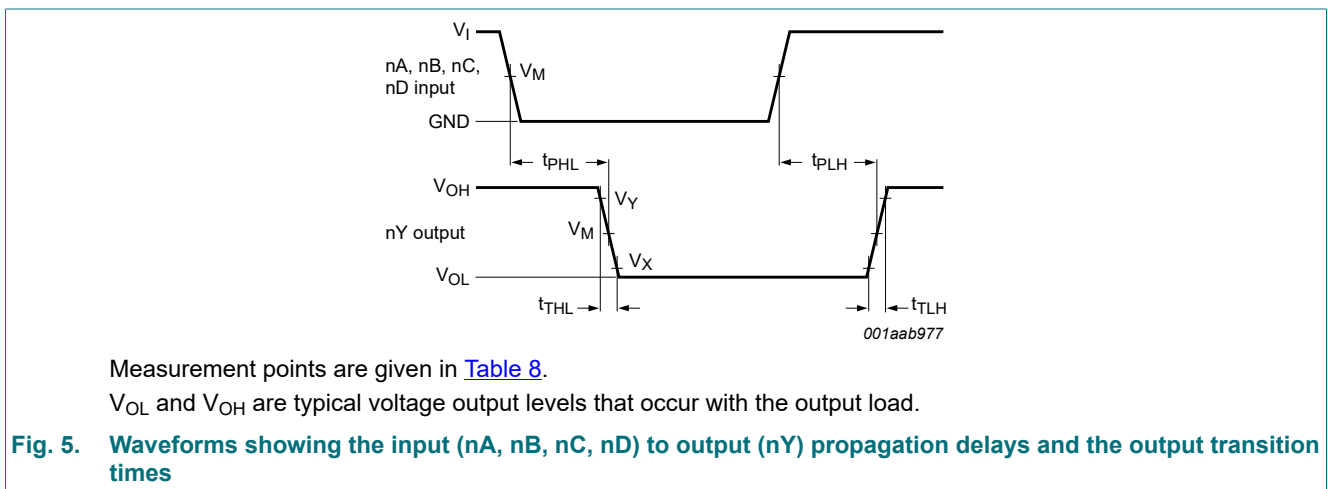 VI
nA, nB, nC,
nD input
VM
GND
tPHL
tPLH
VOH
VY
nY output
VM
VX
VOL
tTHL
tTLH
001aab977
Measurement points are given in Table 8.
VOL and VOH are typical voltage output levels that occur with the output load.
Fig. 5. Waveforms showing the input (nA, nB, nC, nD) to output (nY) propagation delays and the output transition
times